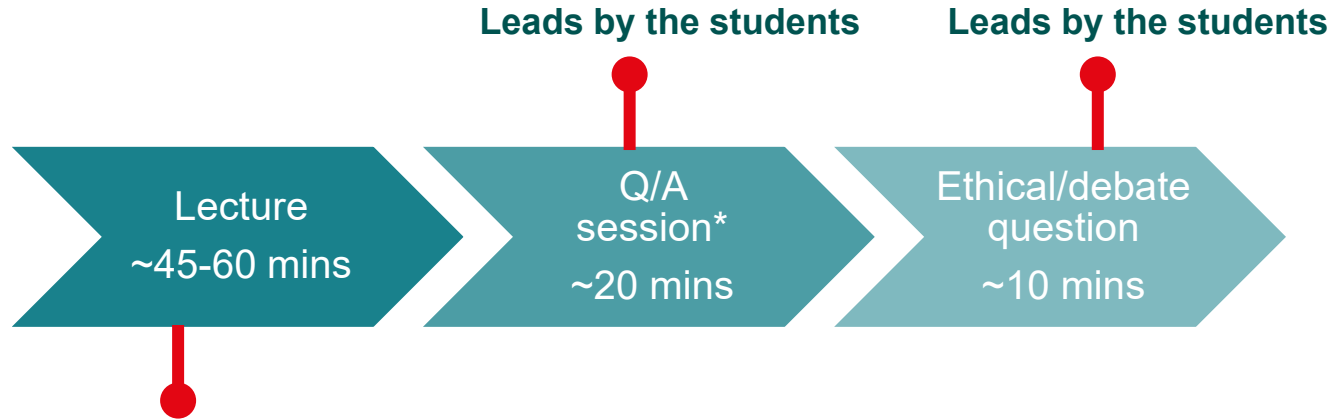 Leads by the students
Leads by the students
Lecture
~45-60 mins
Q/A
session*
~20 mins
Ethical/debate
question
~10 mins